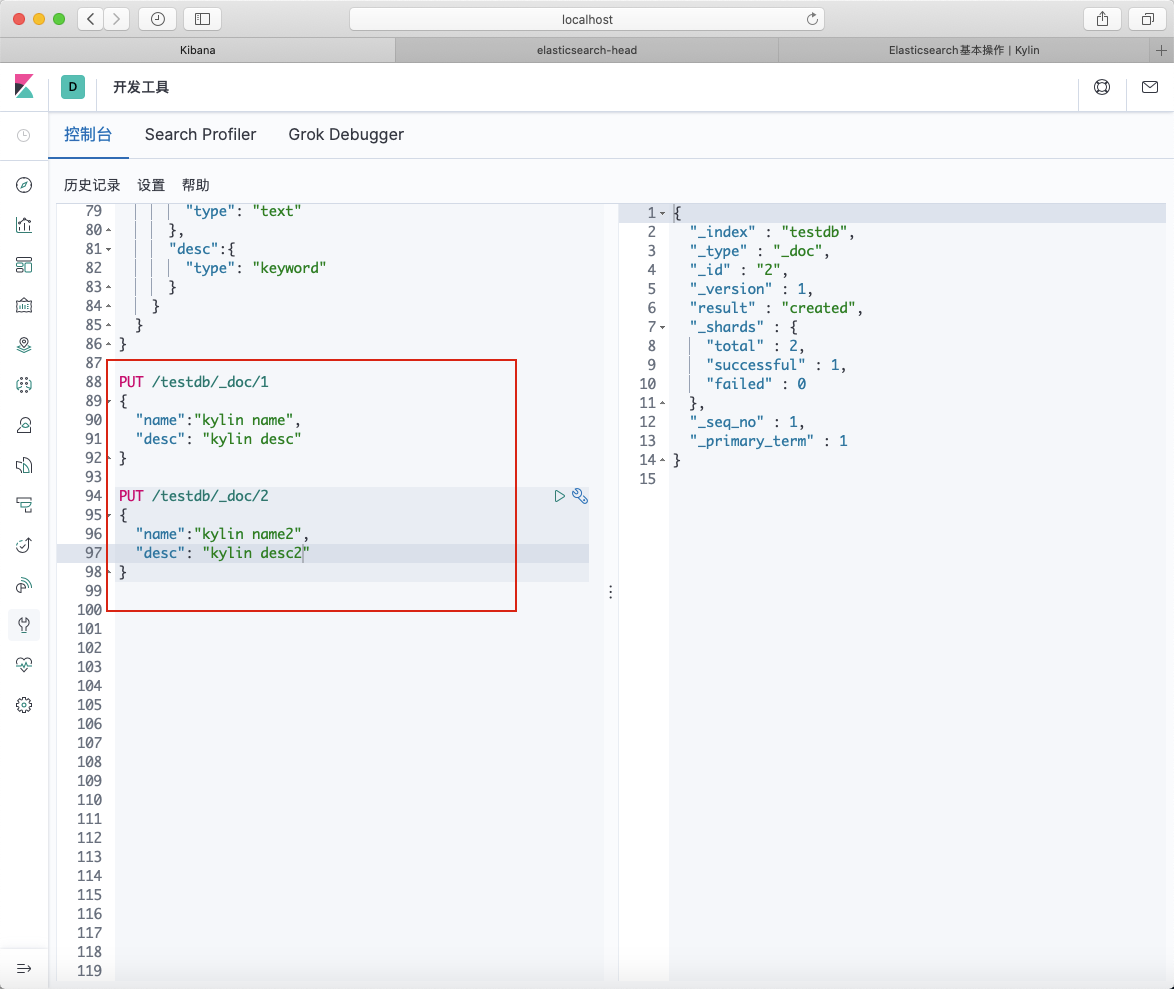 localhost
Kibana
elasticsearch-head
Elasticsearch基本操作 | Kylin
D
开发工具
控制台
Search Profiler
Grok Debugger
历史记录
设置
帮助
79 "type": "text"
80 },
81 "desc":{
82 "type": "keyword"
83 }
84 }
85 }
86 }
87
88 PUT /testdb/_doc/1
89 {
90 "name":"kylin name",
91 "desc": "kylin desc"
92 }
93
94 PUT /testdb/_doc/2
95 {
96 "name":"kylin name2",
97 "desc": "kylin desc2"
98 }
99
100
101
102
103
104
105
106
107
108
109
110
111
112
113
114
115
116
117
118
119
1 {
2 "_index" : "testdb",
3 "_type" : "_doc",
4 "_id" : "2",
5 "_version" : 1,
6 "result" : "created",
7 "_shards" : {
8 "total" : 2,
9 "successful" : 1,
10 "failed" : 0
11 },
12 "_seq_no" : 1,
13 "_primary_term" : 1
14 }
15